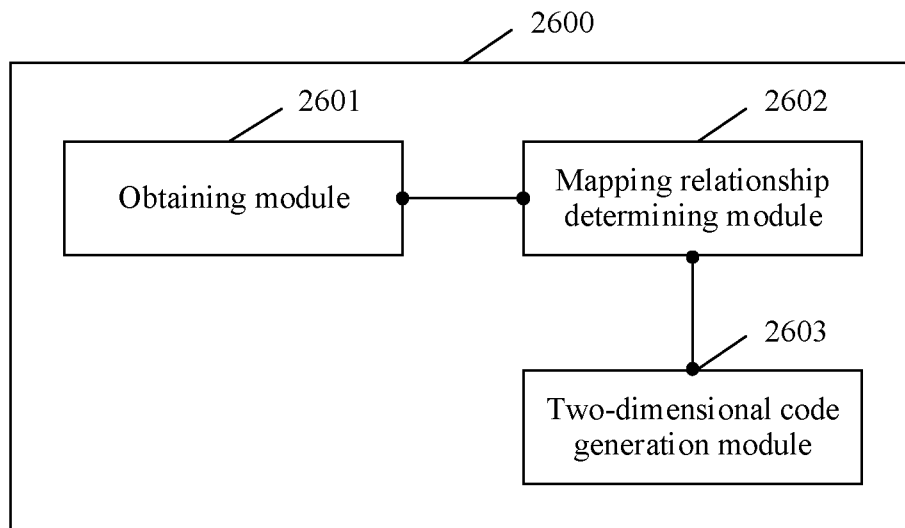 2600
2601
2602
Obtaining module
Mapping relationship
determining module
2603
Two-dimensional code
generation module